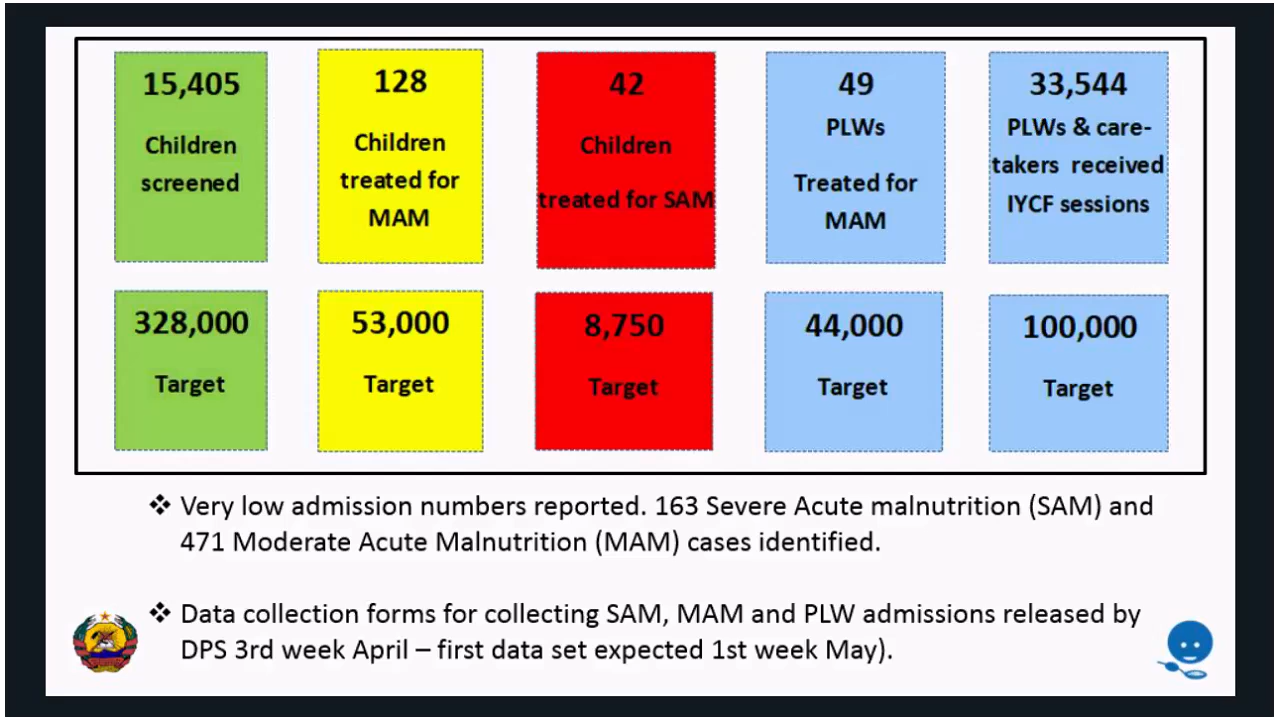 15,405
Children
screened
128
Children
treated for
MAM
42
Children
treated for SAM
49
PLWs
Treated for
MAM
33,544
PLWs & care-
takers received
IYCF sessions
328,000
Target
53,000
Target
8,750
Target
44,000
Target
100,000
Target
❖ Very low admission numbers reported. 163 Severe Acute malnutrition (SAM) and
471 Moderate Acute Malnutrition (MAM) cases identified.
❖ Data collection forms for collecting SAM, MAM and PLW admissions released by
DPS 3rd week April – first data set expected 1st week May).